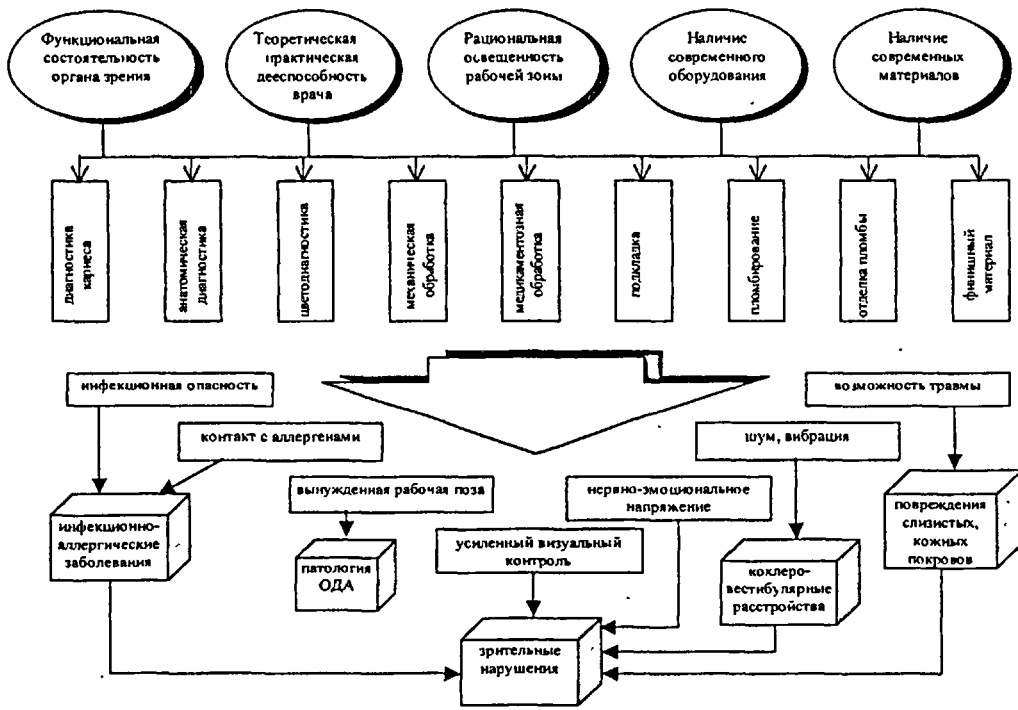 Функциональная
состоятельность
органа зрения
Теоретическая
практическая
дееспособность
врача
Рациональная
освещенность
рабочей зоны
Наличие
современного
оборудования
Наличие
современных
материалов
диагностика
кариеса
анатомическая
диагностика
цветодиагностика
механическая
обработка
медикаментозная
обработка
подкладка
пломбирование
отделка пломбы
финишный
материал
инфекционная опасность
возможность травмы
контакт с аллергенами
шум, вибрация
вынужденная рабочая поза
нервно-эмоциональное
напряжение
инфекционно-
аллергические
заболевания
повреждения
слизистых,
кожных
покровов
усиленный визуальный
контроль
патология
ОДА
кохлеро-
вестибулярные
расстройства
зрительные
нарушения